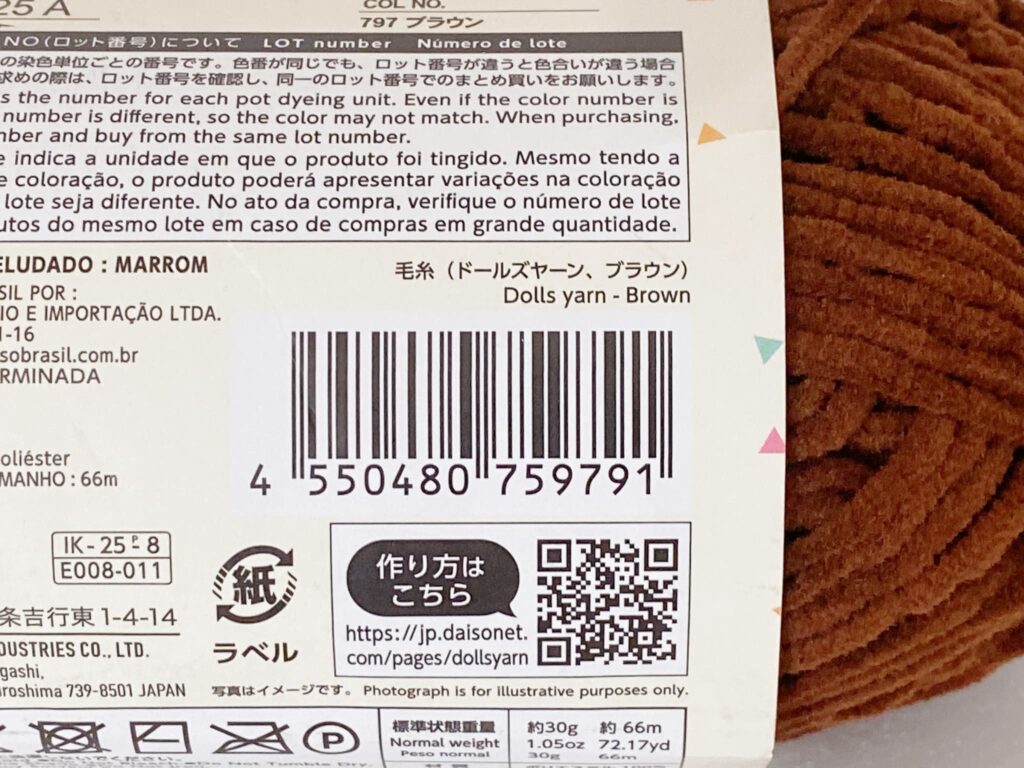 25 A
COL NO.
797 ブラウン
NO（ロット番号）について LOT number Número de lote
の染色単位ごとの番号です。色番が同じでも、ロット番号が違うと色合いが違う場合
求めの際は、ロット番号を確認し、同一のロット番号でのまとめ買いをお願いします。
s the number for each pot dyeing unit. Even if the color number is
number is different, so the color may not match. When purchasing,
mber and buy from the same lot number.
e indica a unidade em que o produto foi tingido. Mesmo tendo a
e coloração, o produto poderá apresentar variações na coloração
lote seja diferente. No ato da compra, verifique o número de lote
utos do mesmo lote em caso de compras em grande quantidade.
ELUDADO : MARROM
SIL POR :
IO E IMPORTAÇÃO LTDA.
1-16
sobrasil.com.br
RMINADA
oliéster
MANHO : 66m
毛糸（ドールズヤーン、ブラウン）
Dolls yarn - Brown
4 550480 759791
IK-25 P-8
E008-011
紙
ラベル
作り方は
こちら
https://jp.daisonet.
com/pages/dollsyarn
条吉行東 1-4-14
DUSTRIES CO., LTD.
gashi,
iroshima 739-8501 JAPAN
写真はイメージです。 Photograph is for illustrative purposes only.
P
標準状態重量 約30g 約 66m
Normal weight 1.05oz 72.17yd
Peso normal 30g 66m
Do Not Tumble Dry.